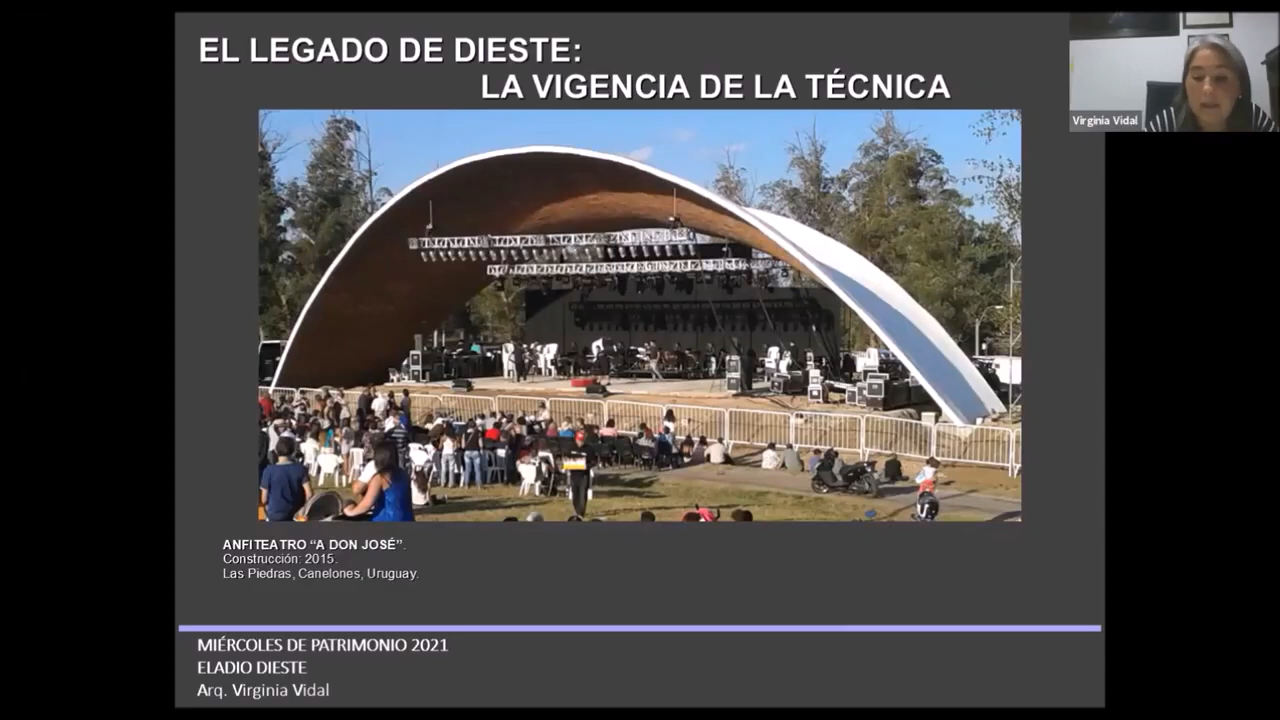 EL LEGADO DE DIESTE:
LA VIGENCIA DE LA TÉCNICA
Virginia Vidal
ANFITEATRO “A DON JOSÉ”.
Construcción: 2015.
Las Piedras, Canelones, Uruguay.
MIÉRCOLES DE PATRIMONIO 2021
ELADIO DIESTE
Arq. Virginia Vidal